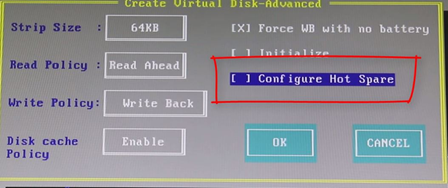 Create Virtual Disk-Advanced
Strip Size : 64KB
[X] Force WB with no battery
[ ] Initialize
Read Policy : Read Ahead
[ ] Configure Hot Spare
Write Policy: Write Back
Disk cache Policy : Enable
OK
CANCEL